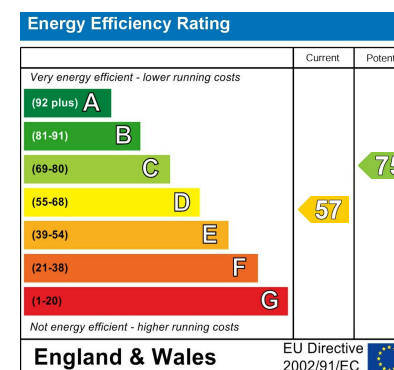 Energy Efficiency Rating
Current Potent
Very energy efficient - lower running costs
(92 plus) A
(81-91) B
(69-80) C
75
(55-68) D
57
(39-54) E
(21-38) F
(1-20) G
Not energy efficient - higher running costs
England & Wales
EU Directive
2002/91/EC